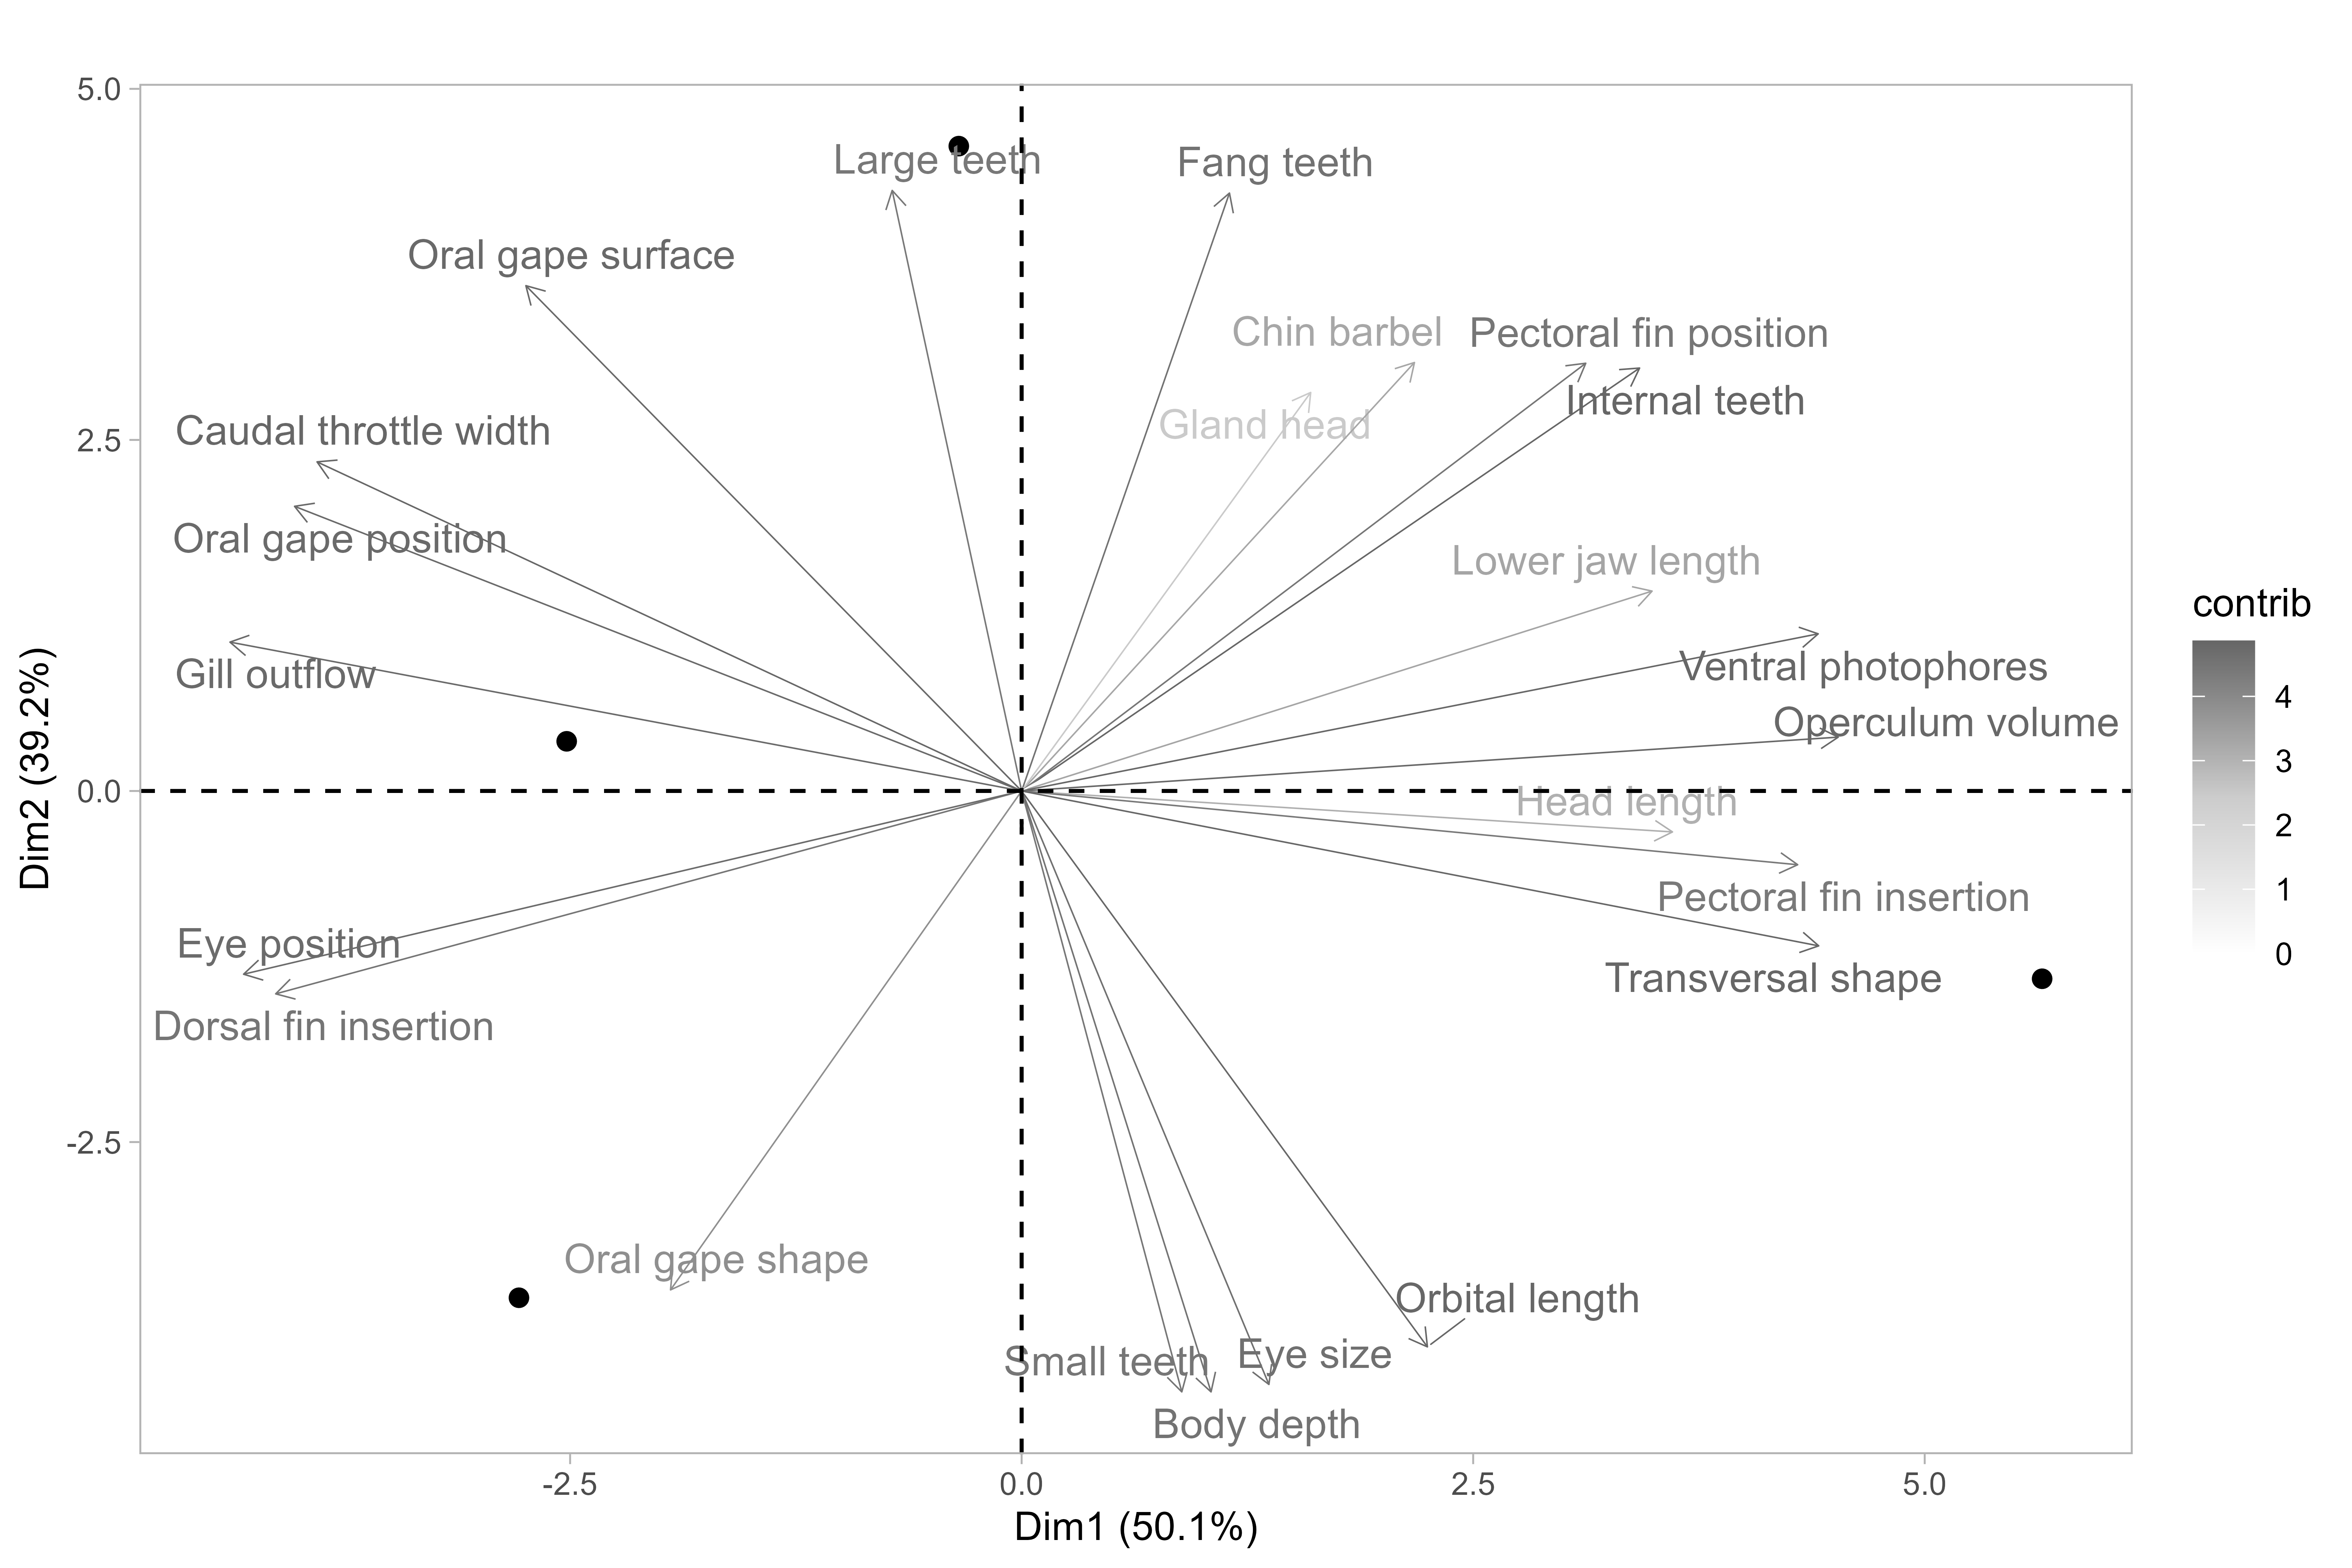 5.0
Large teeth
Fang teeth
Oral gape surface
Chin barbel
Pectoral fin position
Internal teeth
Gland head
Caudal throttle width
2.5
Oral gape position
Lower jaw length
Gill outflow
Ventral photophores
Operculum volume
contrib
4
3
2
1
0
Dim2 (39.2%)
0.0
Head length
Pectoral fin insertion
Eye position
Transversal shape
Dorsal fin insertion
-2.5
Oral gape shape
Orbital length
Small teeth
Eye size
Body depth
-2.5
0.0
2.5
5.0
Dim1 (50.1%)